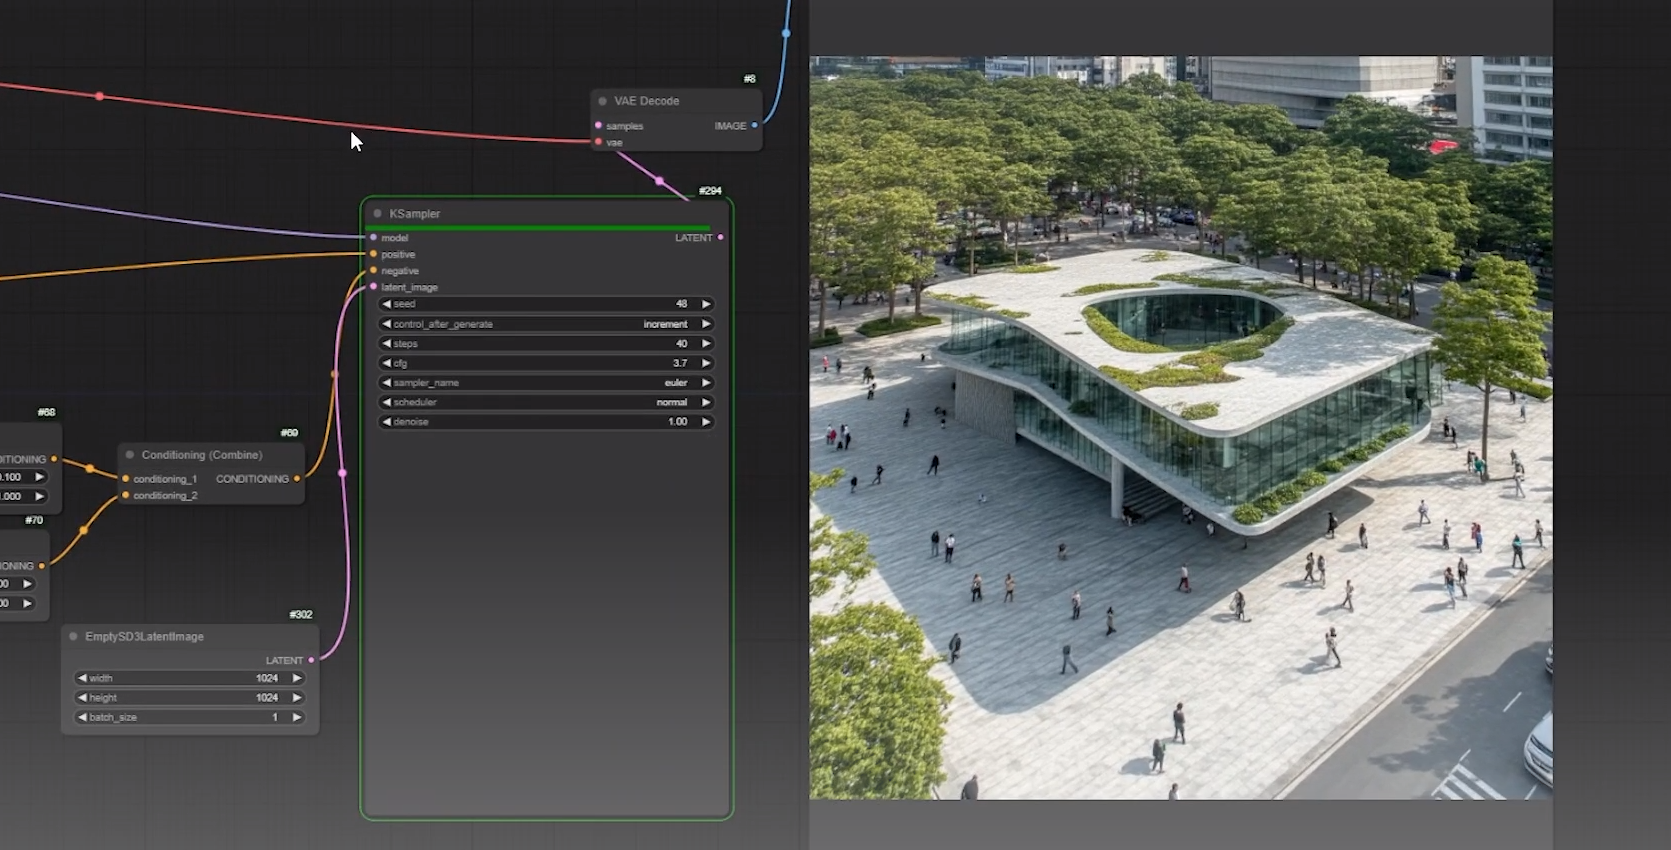 #8
VAE Decode
samples IMAGE
vae
#294
KSampler
model LATENT
positive
negative
latent_image
seed 48
control_after_generate increment
steps 40
cfg 3.7
sampler_name euler
scheduler normal
denoise 1.00
#68
DITIONING
.100
.000
#69
Conditioning (Combine)
conditioning_1 CONDITIONING
conditioning_2
#70
IONING
00
00
#302
EmptySD3LatentImage
LATENT
width 1024
height 1024
batch_size 1